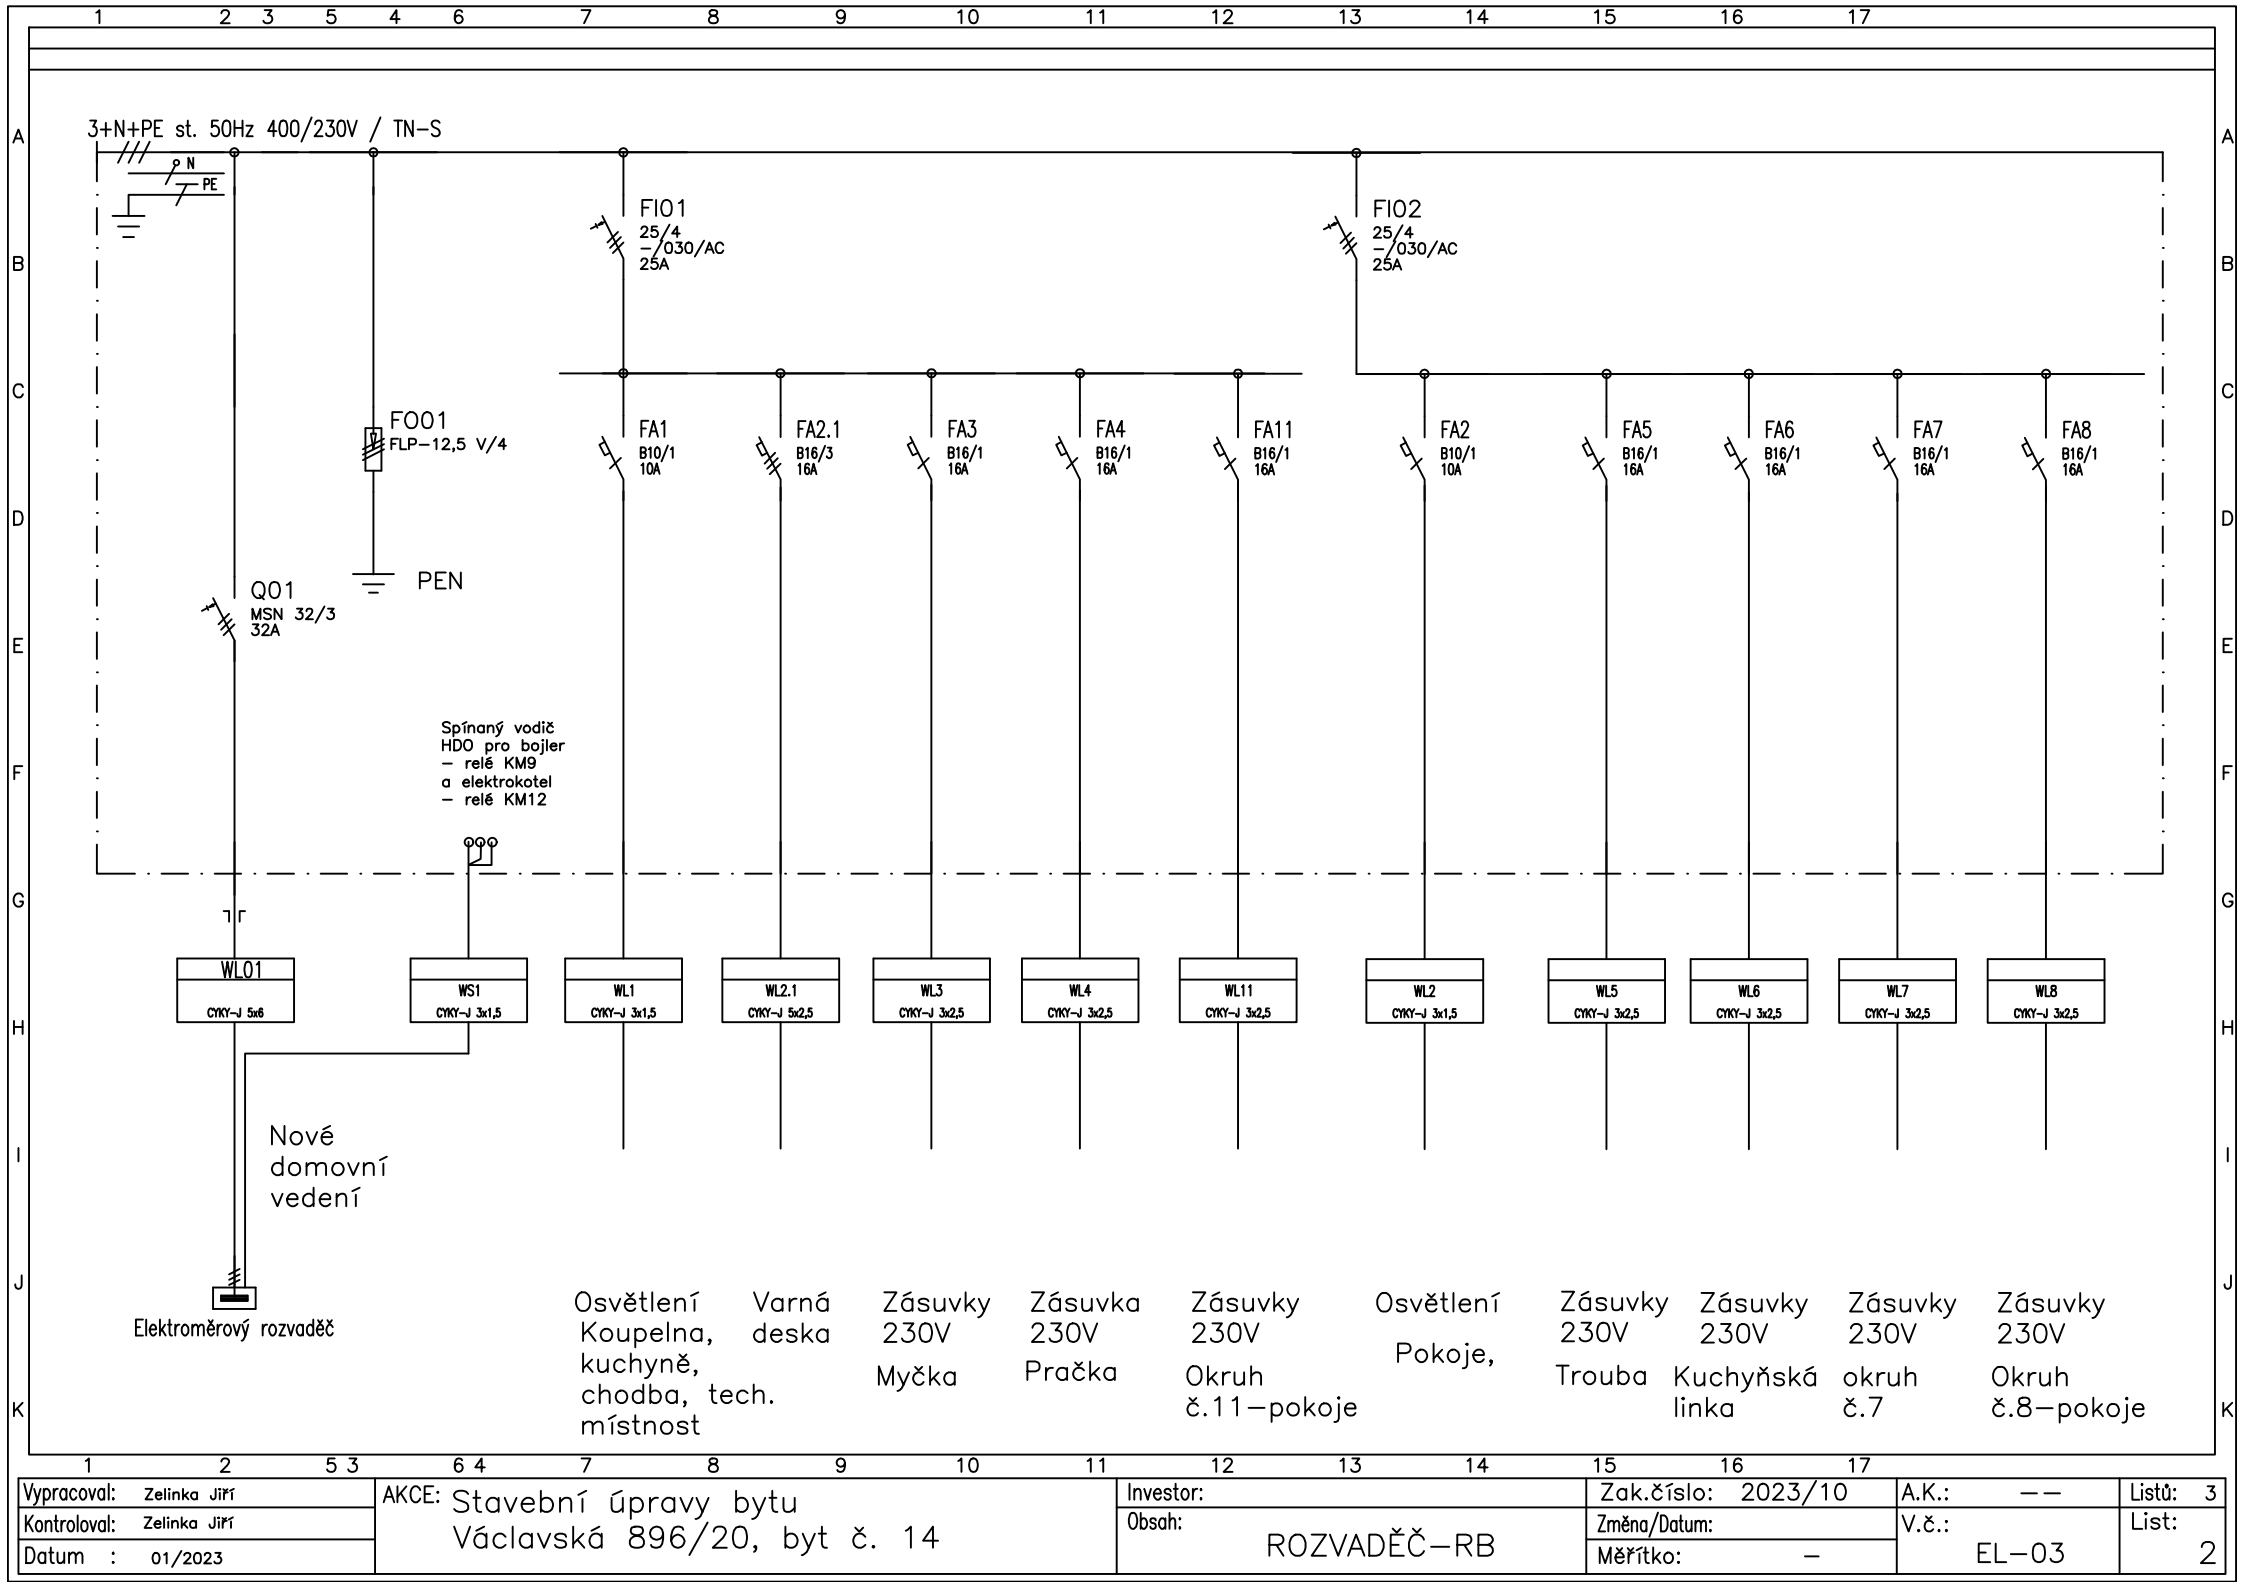 1 2 3 5 4 6 7 8 9 10 11 12 13 14 15 16 17
A A
B B
C C
D D
E E
F F
G G
H H
I I
J J
K K
3+N+PE st. 50Hz 400/230V / TN-S
N
PE
FI01
25/4
-/030/AC
25A
FI02
25/4
-/030/AC
25A
FO01
FLP-12,5 V/4
PEN
Q01
MSN 32/3
32A
FA1
B10/1
10A
FA2.1
B16/3
16A
FA3
B16/1
16A
FA4
B16/1
16A
FA11
B16/1
16A
FA2
B10/1
10A
FA5
B16/1
16A
FA6
B16/1
16A
FA7
B16/1
16A
FA8
B16/1
16A
Spínaný vodič
HDO pro bojler
- relé KM9
a elektrokotel
- relé KM12
WL01
CYKY-J 5x6
WS1
CYKY-J 3x1,5
WL1
CYKY-J 3x1,5
WL2.1
CYKY-J 5x2,5
WL3
CYKY-J 3x2,5
WL4
CYKY-J 3x2,5
WL11
CYKY-J 3x2,5
WL2
CYKY-J 3x1,5
WL5
CYKY-J 3x2,5
WL6
CYKY-J 3x2,5
WL7
CYKY-J 3x2,5
WL8
CYKY-J 3x2,5
Nové
domovní
vedení
Elektroměrový rozvaděč
Osvětlení
Koupelna,
kuchyně,
chodba, tech.
místnost
Varná
deska
Zásuvky
230V
Myčka
Zásuvka
230V
Pračka
Zásuvky
230V
Okruh
č.11-pokoje
Osvětlení
Pokoje,
Zásuvky
230V
Trouba
Zásuvky
230V
Kuchyňská
linka
Zásuvky
230V
okruh
č.7
Zásuvky
230V
Okruh
č.8-pokoje
1 2 5 3 6 4 7 8 9 10 11 12 13 14 15 16 17
Vypracoval: Zelinka Jiří
Kontroloval: Zelinka Jiří
Datum : 01/2023
AKCE: Stavební úpravy bytu
Václavská 896/20, byt č. 14
Investor:
Obsah:
ROZVADĚČ-RB
Zak.číslo: 2023/10
Změna/Datum:
Měřítko: -
A.K.: --
V.č.:
EL-03
Listů: 3
List:
2